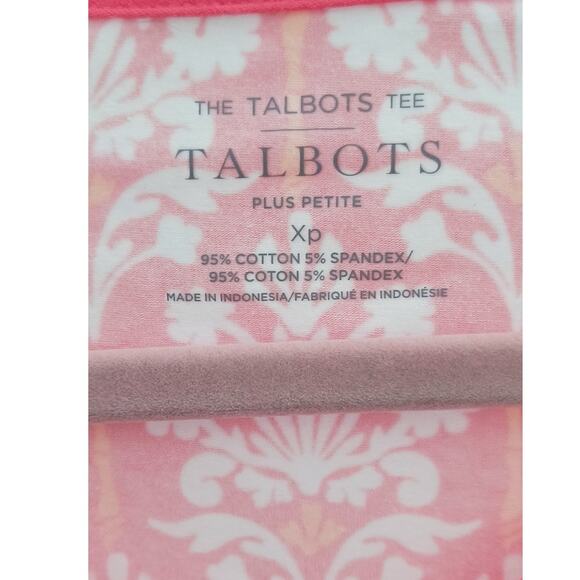 THE TALBOTS TEE
TALBOTS
PLUS PETITE
Xp
95% COTTON 5% SPANDEX/
95% COTON 5% SPANDEX
MADE IN INDONESIA/FABRIQUÉ EN INDONÉSIE